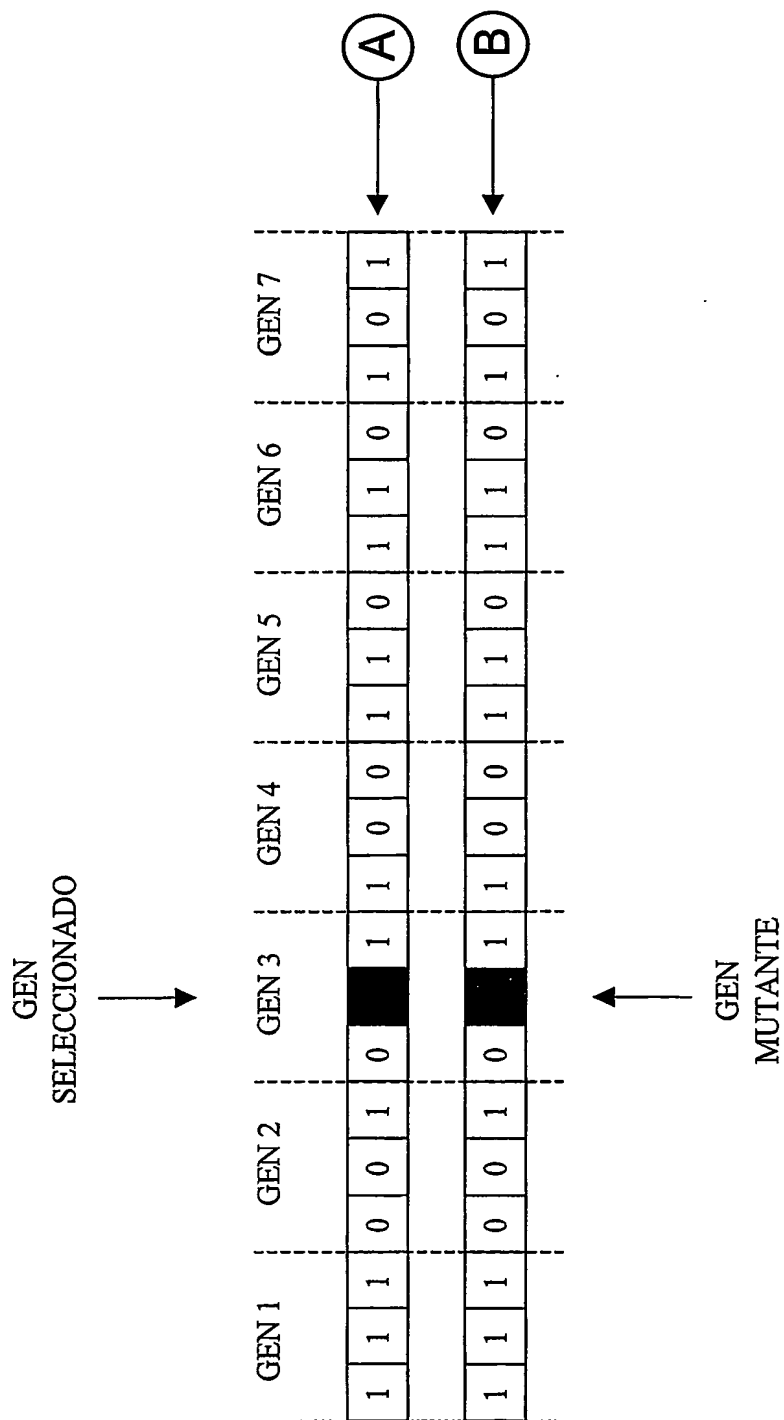 GEN
SELECCIONADO
GEN 1 GEN 2 GEN 3 GEN 4 GEN 5 GEN 6 GEN 7
1 1 1 0 0 1 0 1 1 0 0 1 1 0 1 1 0 1 0 1 A
1 1 1 0 0 1 0 1 1 0 0 1 1 0 1 1 0 1 0 1 B
GEN
MUTANTE